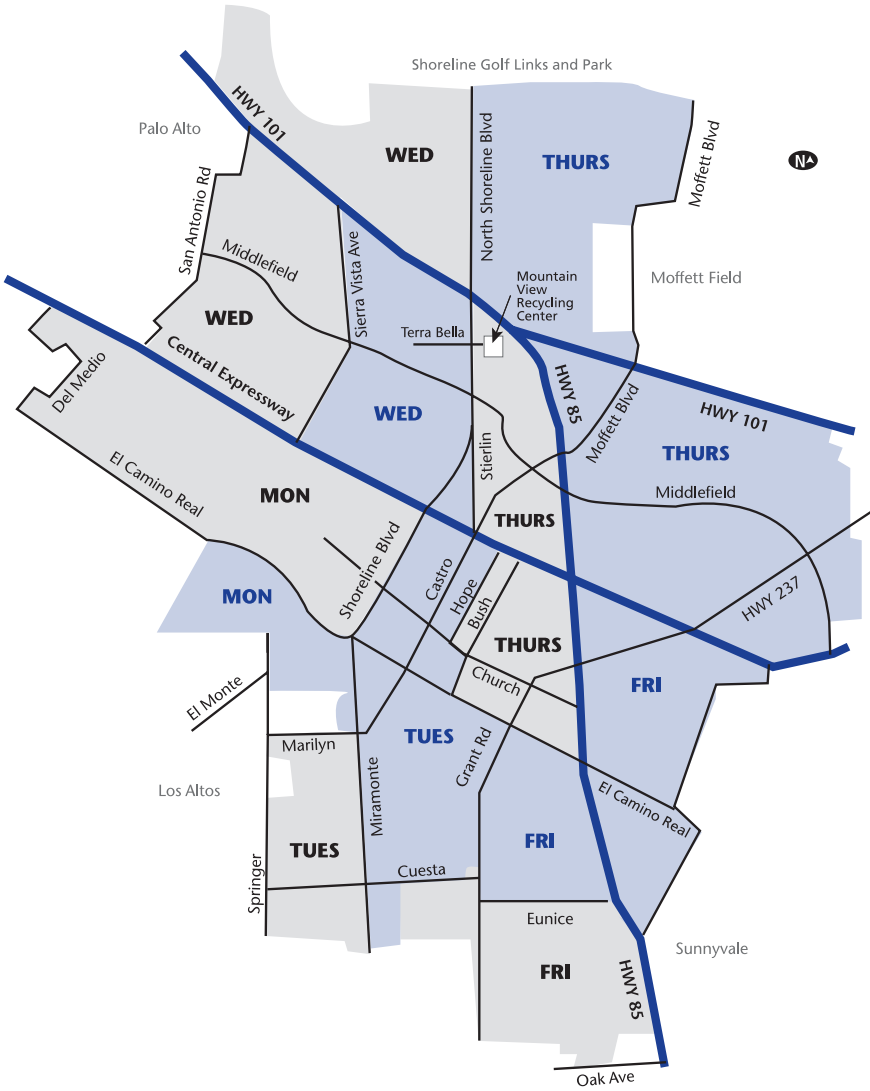 Shoreline Golf Links and Park
HWY 101
Palo Alto
WED
THURS
Moffett Blvd
N
San Antonio Rd
North Shoreline Blvd
Middlefield
Sierra Vista Ave
Mountain
View
Recycling
Center
Moffett Field
WED
Terra Bella
Central Expressway
Del Medio
HWY 85
Moffett Blvd
HWY 101
WED
THURS
El Camino Real
Stierlin
MON
Middlefield
THURS
Shoreline Blvd
Castro
Hope
Bush
HWY 237
MON
THURS
Church
FRI
El Monte
Marilyn
TUES
Grant Rd
Los Altos
Miramonte
El Camino Real
TUES
FRI
Cuesta
Springer
Eunice
Sunnyvale
FRI
HWY 85
Oak Ave